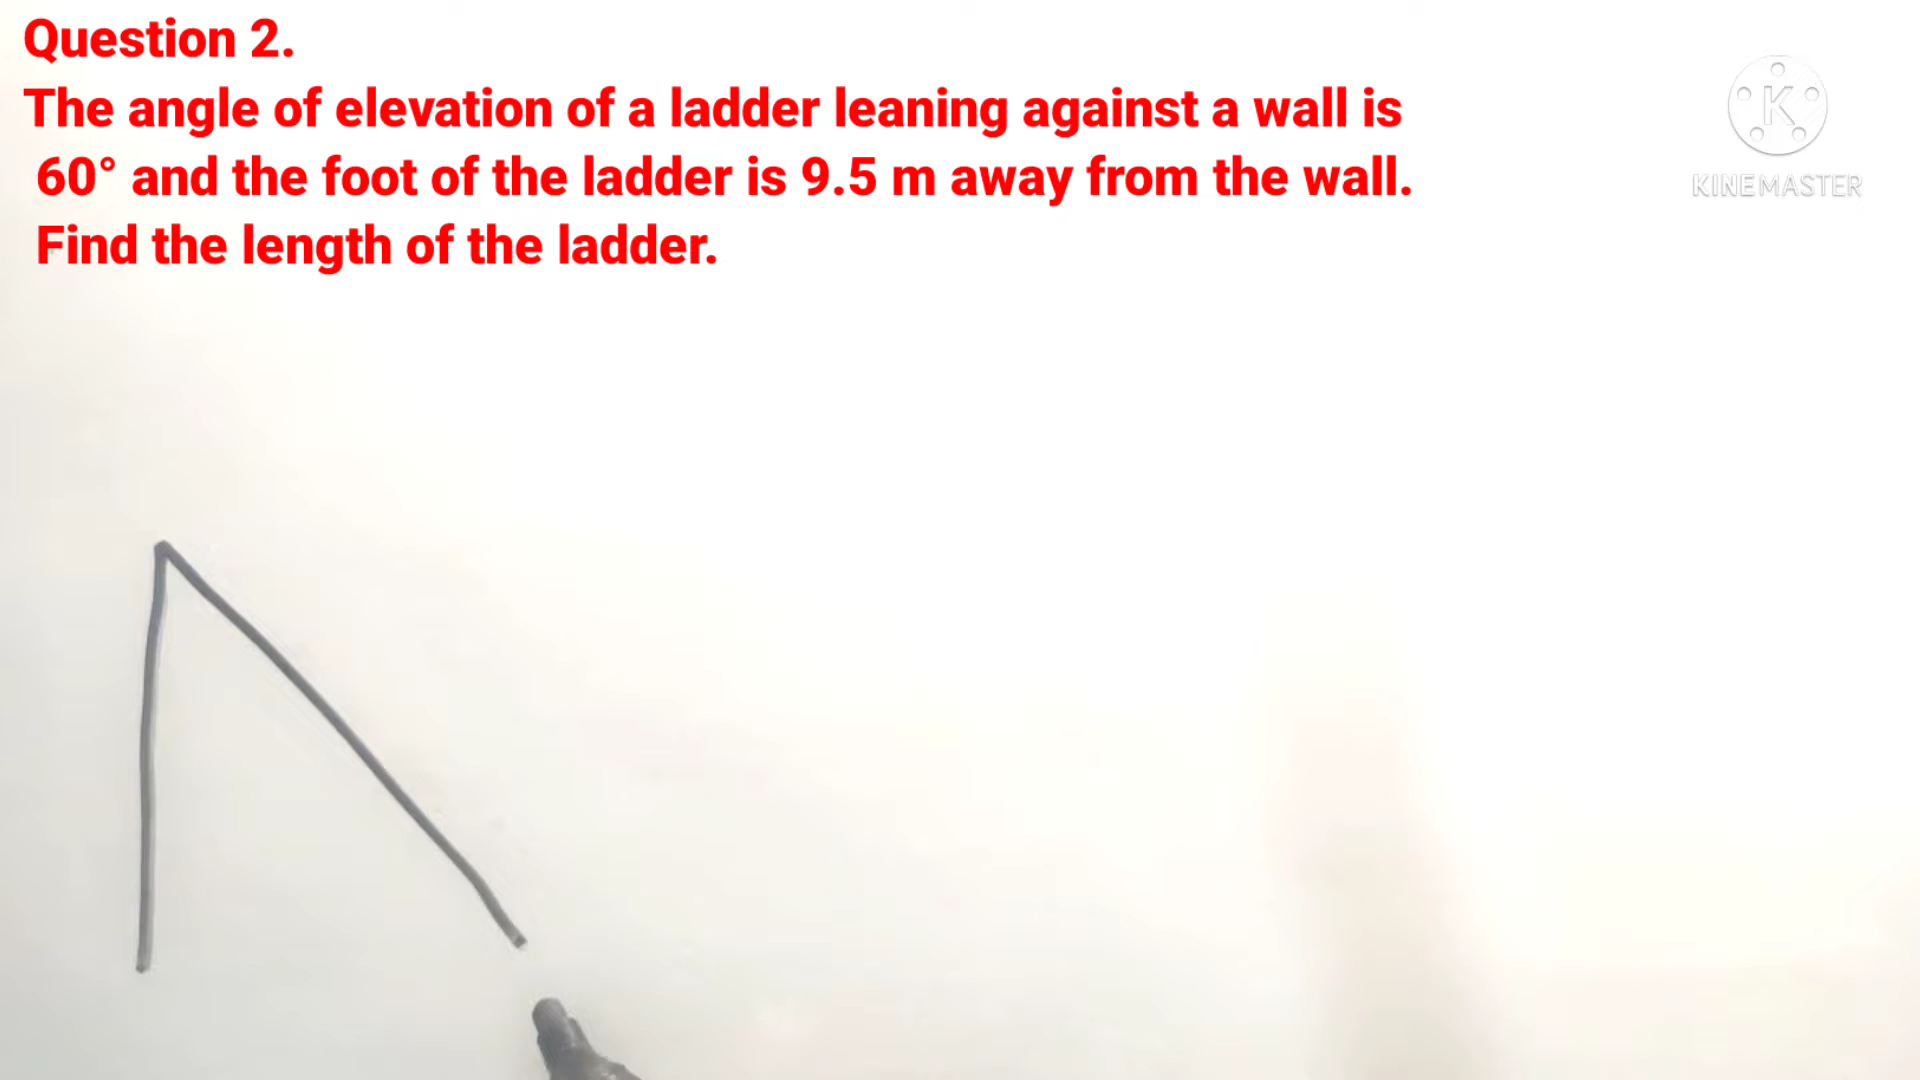 Question 2.
The angle of elevation of a ladder leaning against a wall is
60° and the foot of the ladder is 9.5 m away from the wall.
Find the length of the ladder.
K
KINEMASTER